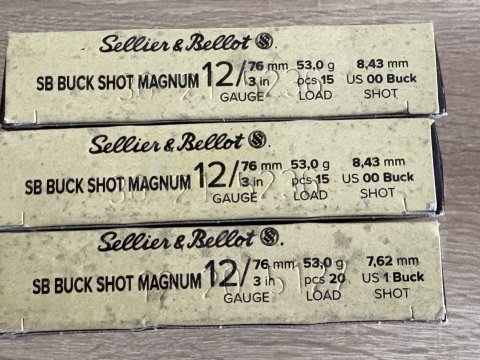 Sellier & Bellot S.
SB BUCK SHOT MAGNUM 12/76 mm 53,0 g 8,43 mm
3 in pcs 15 US 00 Buck
GAUGE LOAD SHOT
Sellier & Bellot S.
SB BUCK SHOT MAGNUM 12/76 mm 53,0 g 8,43 mm
3 in pcs 15 US 00 Buck
GAUGE LOAD SHOT
Sellier & Bellot S.
SB BUCK SHOT MAGNUM 12/76 mm 53,0 g 7,62 mm
3 in pcs 20 US 1 Buck
GAUGE LOAD SHOT